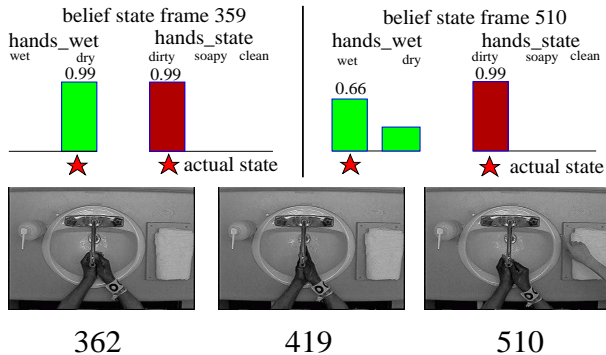 belief state frame 359
hands_wet hands_state
wet dry dirty soapy clean
0.99 0.99
actual state
belief state frame 510
hands_wet hands_state
wet dry dirty soapy clean
0.66 0.99
actual state
362 419 510